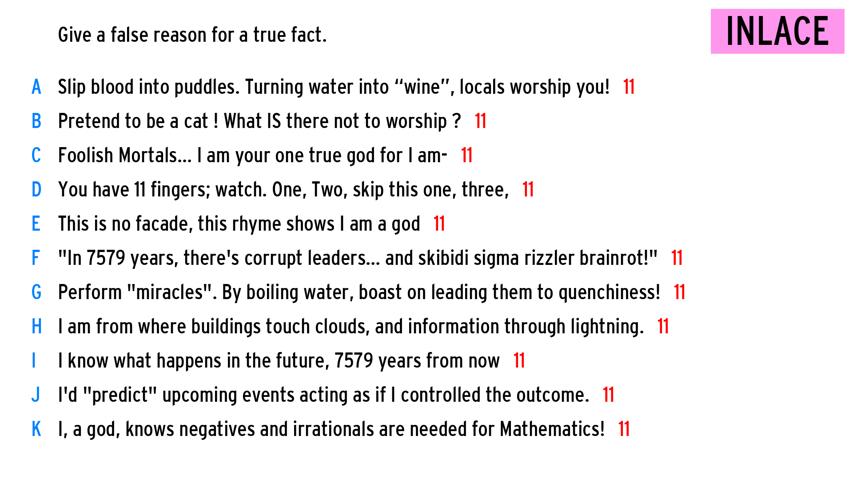 Give a false reason for a true fact.
INLACE
A Slip blood into puddles. Turning water into “wine”, locals worship you! 11
B Pretend to be a cat ! What IS there not to worship ? 11
C Foolish Mortals... I am your one true god for I am- 11
D You have 11 fingers; watch. One, Two, skip this one, three, 11
E This is no facade, this rhyme shows I am a god 11
F "In 7579 years, there's corrupt leaders... and skibidi sigma rizzler brainrot!" 11
G Perform "miracles". By boiling water, boast on leading them to quenchiness! 11
H I am from where buildings touch clouds, and information through lightning. 11
I I know what happens in the future, 7579 years from now 11
J I'd "predict" upcoming events acting as if I controlled the outcome. 11
K I, a god, knows negatives and irrationals are needed for Mathematics! 11